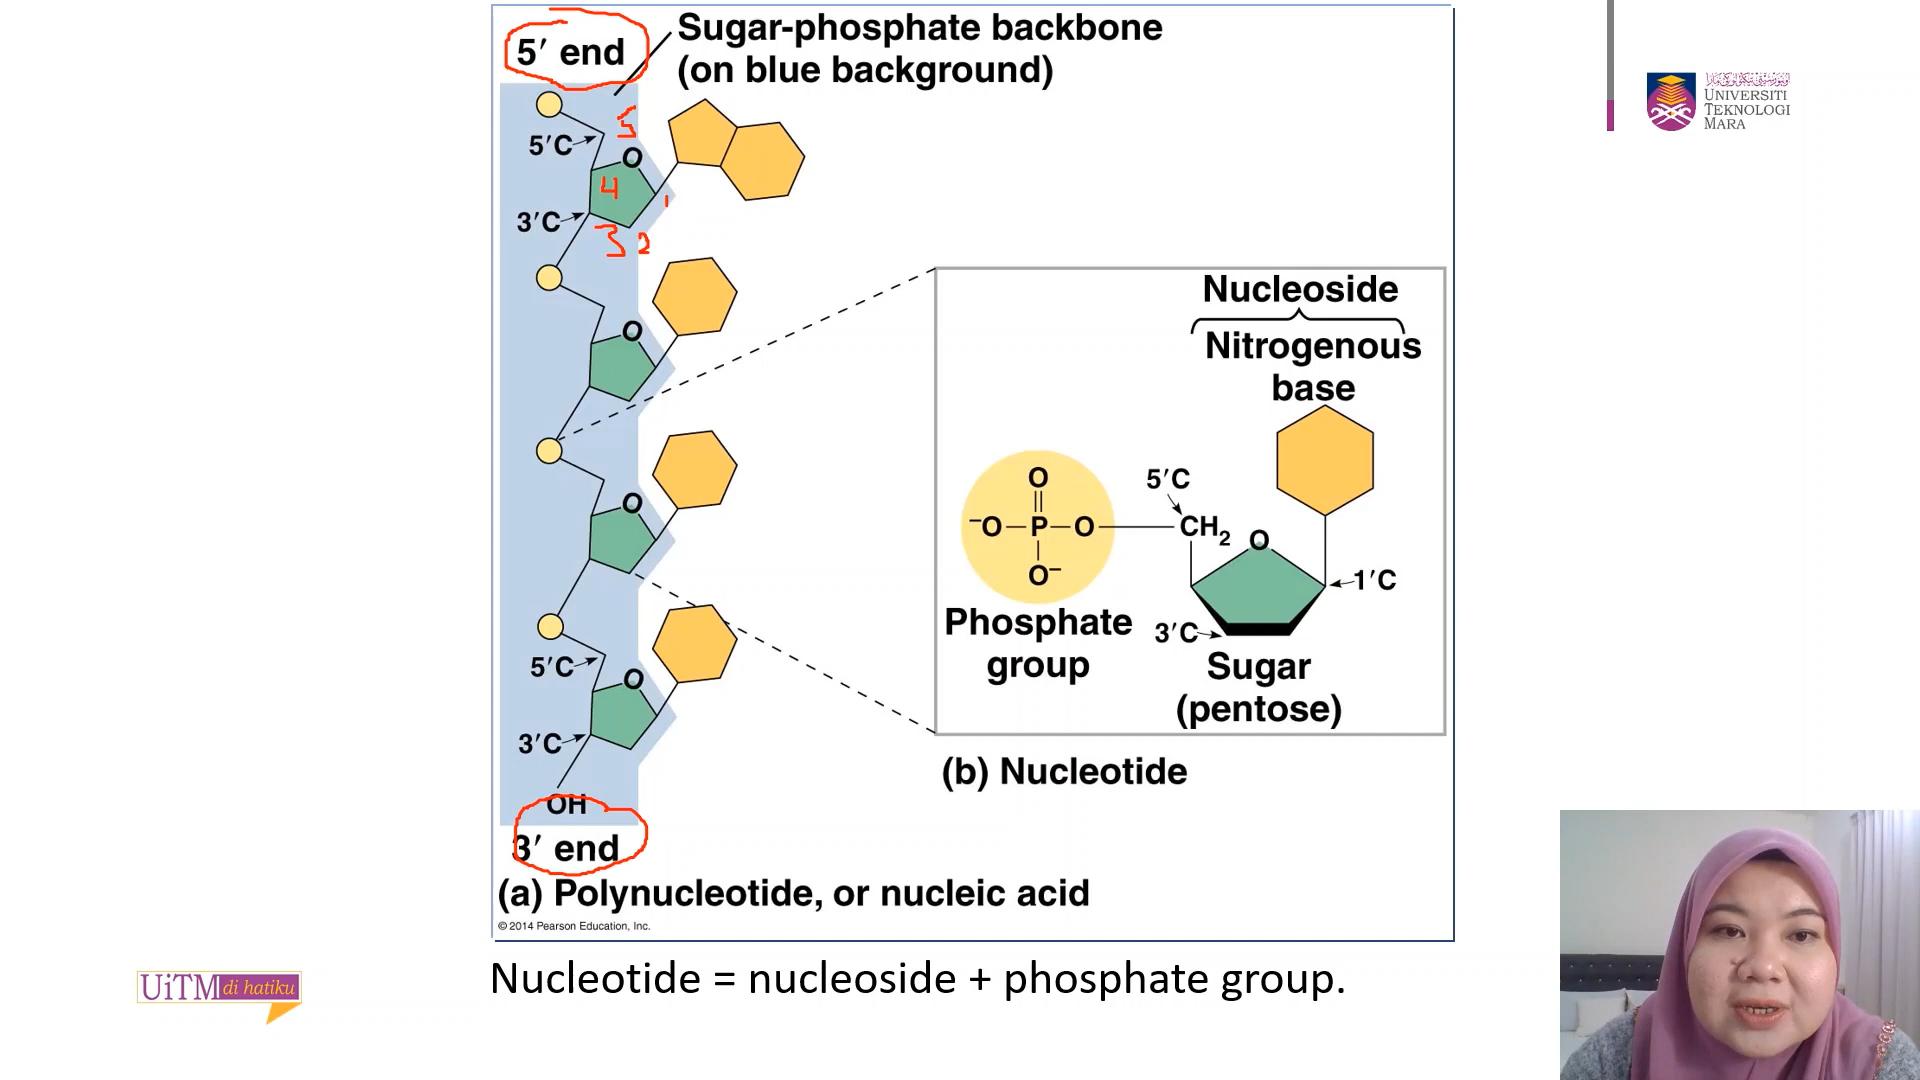 5′ end
Sugar-phosphate backbone
(on blue background)
5
5′C
O
4
1
3′C
3 2
O
O
5′C
O
3′C
OH
3′ end
(a) Polynucleotide, or nucleic acid
© 2014 Pearson Education, Inc.
Nucleoside
Nitrogenous
base
O
⁻O—P—O
O⁻
5′C
CH₂
O
1′C
3′C
Phosphate
group
Sugar
(pentose)
(b) Nucleotide
Nucleotide = nucleoside + phosphate group.
UNIVERSITI
TEKNOLOGI
MARA
UiTM di hatiku